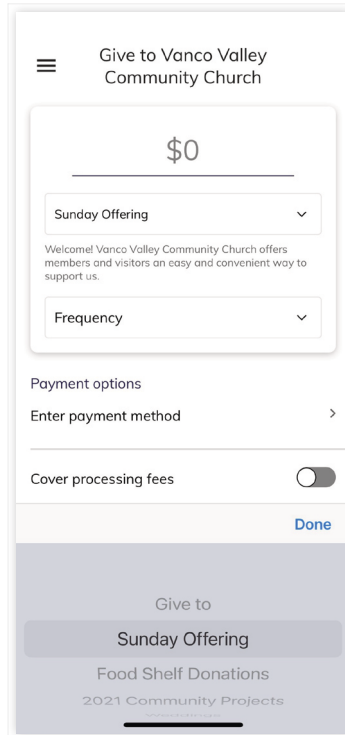 Give to Vanco Valley
Community Church
$0
Sunday Offering
Welcome! Vanco Valley Community Church offers
members and visitors an easy and convenient way to
support us.
Frequency
Payment options
Enter payment method
Cover processing fees
Done
Give to
Sunday Offering
Food Shelf Donations
2021 Community Projects